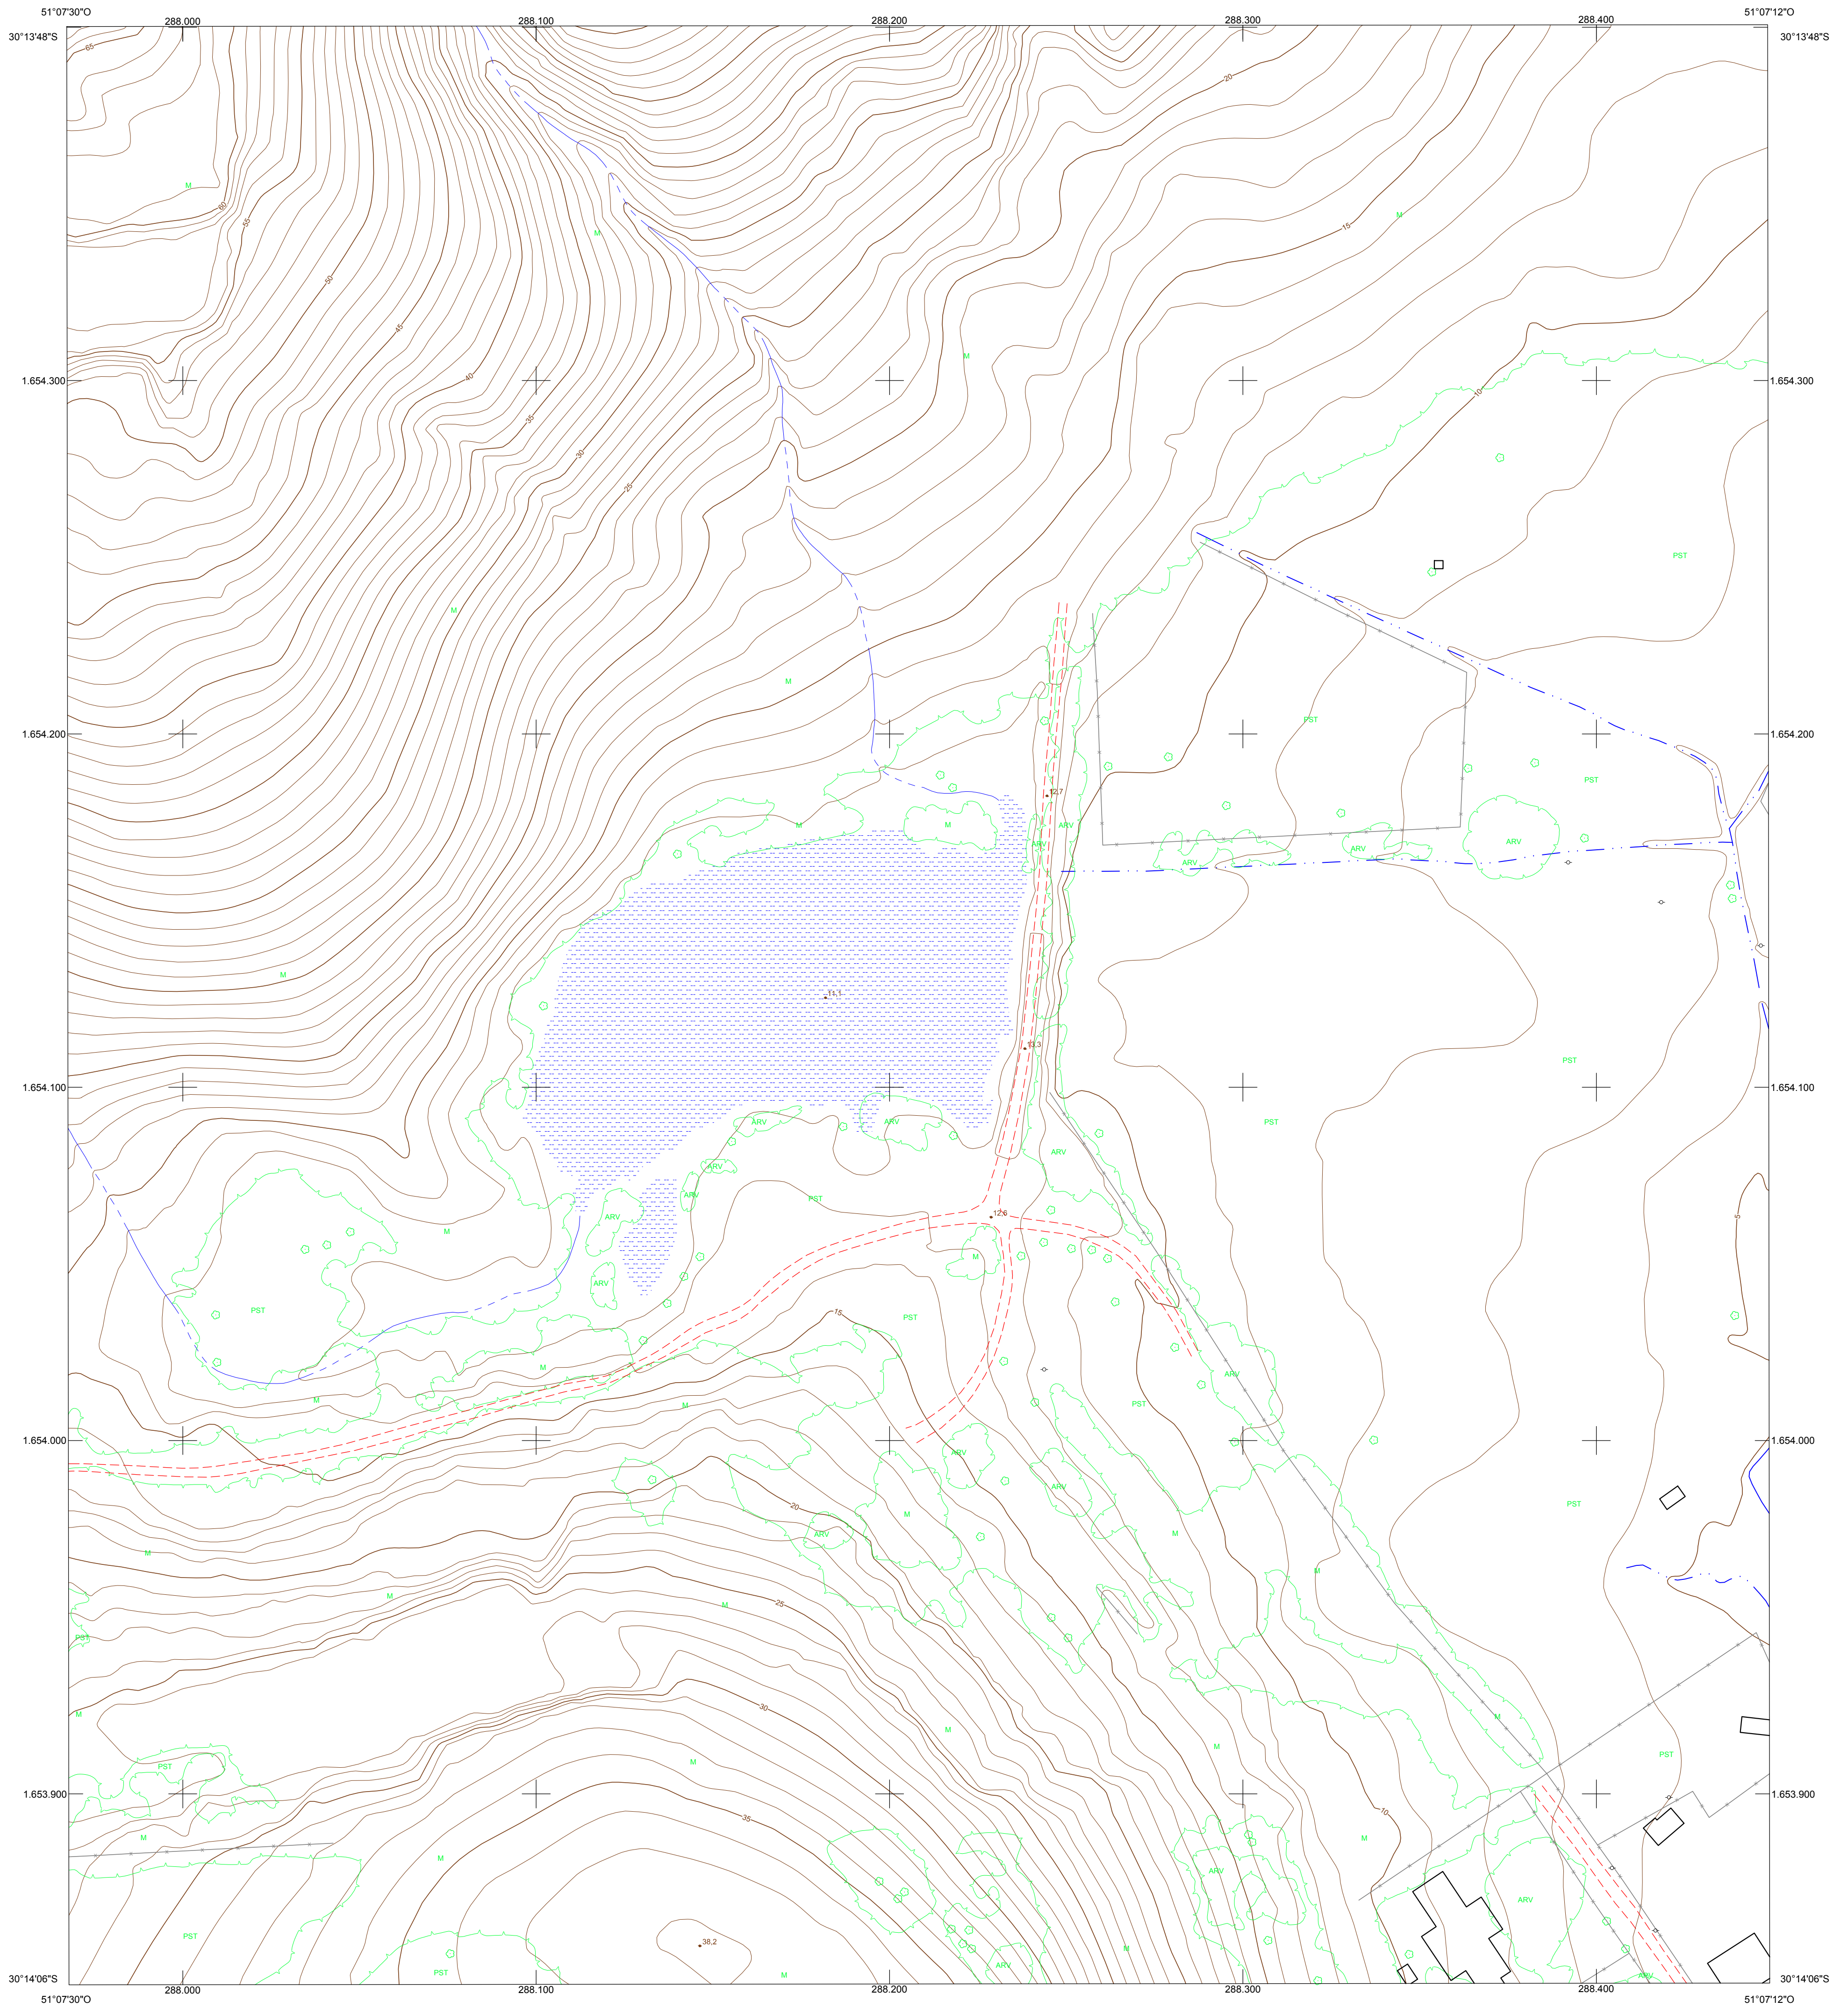 51°07'30"O
288.000
288.100
288.200
288.300
288.400
51°07'12"O
30°13'48"S
30°13'48"S
65
20
M
60
M
15
55
M
50
45
M
1.654.300
40
10
1.654.300
35
30
25
PST
M
M
1.654.200
PST
1.654.200
PST
12,7
M
M
ARV
ARV
ARV
ARV
ARV
M
11,1
13,3
PST
1.654.100
1.654.100
ARV
ARV
PST
ARV
ARV
ARV
PST
ARV
12,6
5
M
M
ARV
PST
15
PST
M
ARV
M
M
PST
1.654.000
1.654.000
ARV
ARV
PST
20
M
ARV
M
M
M
M
25
M
PST
30
M
M
M
M
PST
M
PST
1.653.900
1.653.900
35
10
M
M
M
ARV
ARV
PST
38,2
M
ARV
PST
M
ARV
30°14'06"S
30°14'06"S
288.000
288.100
288.200
288.300
288.400
51°07'30"O
51°07'12"O